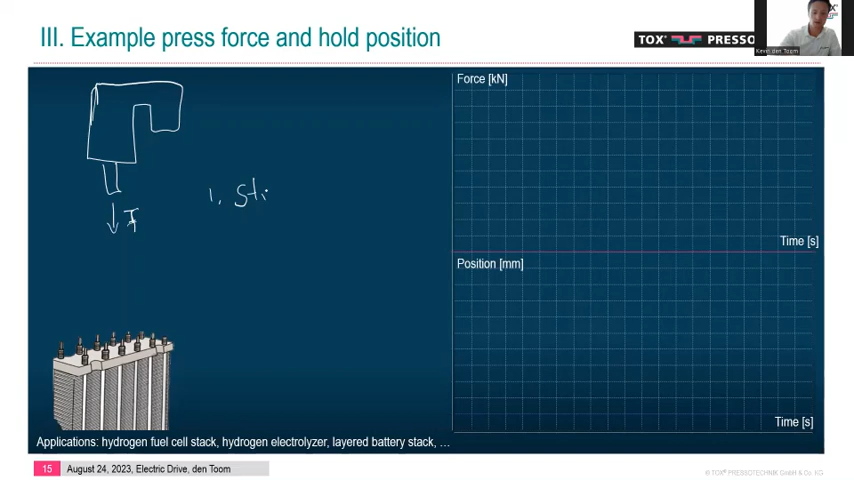 III. Example press force and hold position
TOX® PRESSO
Kevin den Toom
Force [kN]
F
1. Sti
Time [s]
Position [mm]
Time [s]
Applications: hydrogen fuel cell stack, hydrogen electrolyzer, layered battery stack, …
15 August 24, 2023, Electric Drive, den Toom
© TOX® PRESSOTECHNIK GmbH & Co. KG